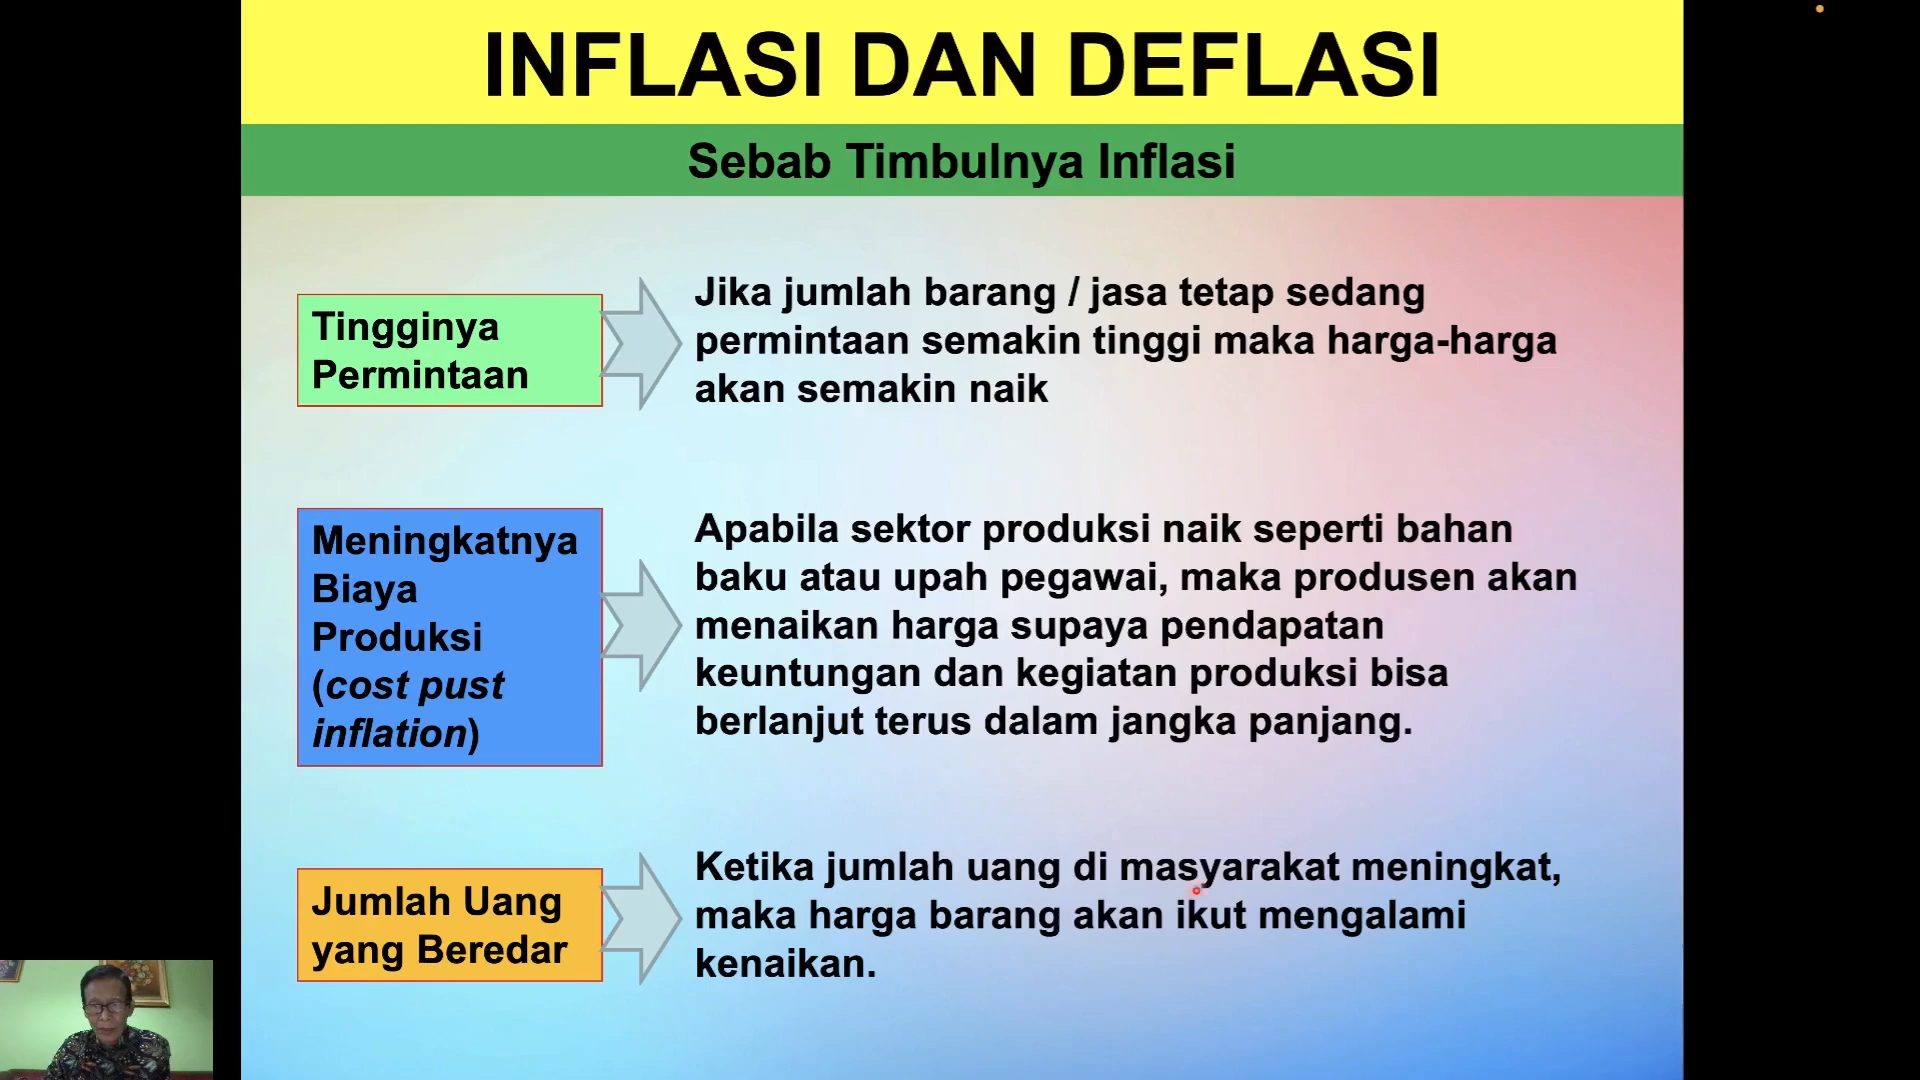 INFLASI DAN DEFLASI
Sebab Timbulnya Inflasi
Tingginya
Permintaan
Jika jumlah barang / jasa tetap sedang
permintaan semakin tinggi maka harga-harga
akan semakin naik
Meningkatnya
Biaya
Produksi
(cost pust
inflation)
Apabila sektor produksi naik seperti bahan
baku atau upah pegawai, maka produsen akan
menaikan harga supaya pendapatan
keuntungan dan kegiatan produksi bisa
berlanjut terus dalam jangka panjang.
Jumlah Uang
yang Beredar
Ketika jumlah uang di masyarakat meningkat,
maka harga barang akan ikut mengalami
kenaikan.